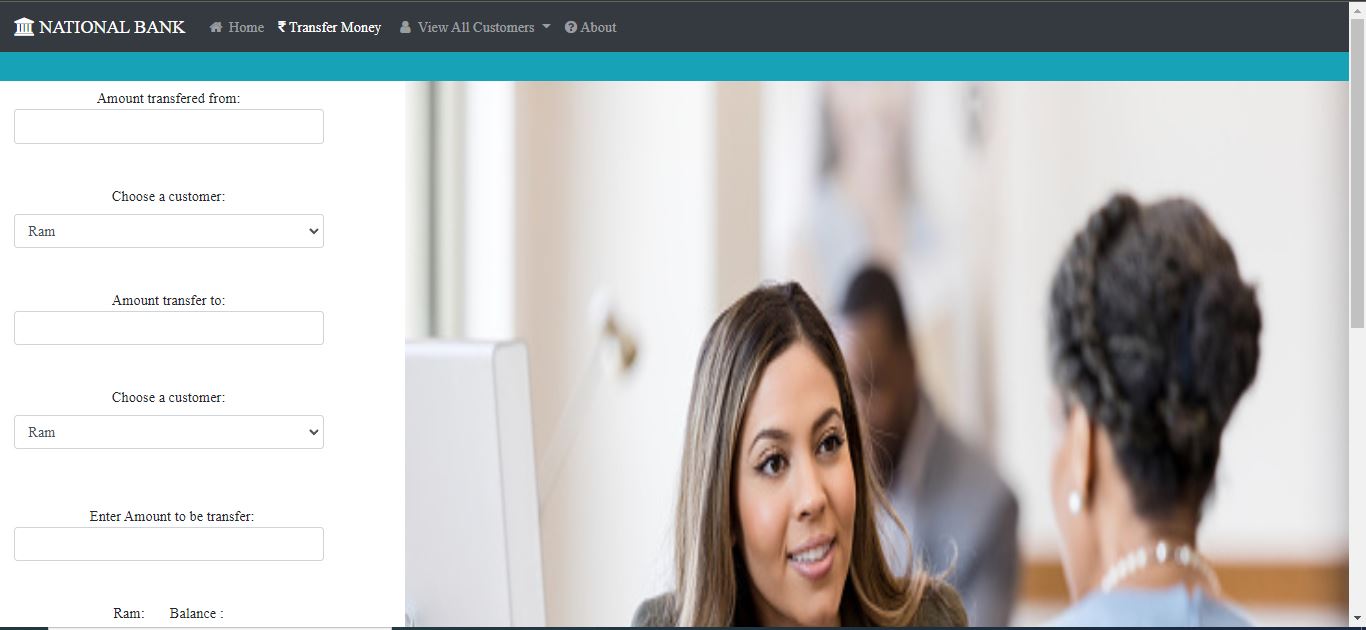 NATIONAL BANK Home ₹ Transfer Money View All Customers About
Amount transfered from:
Choose a customer:
Ram
Amount transfer to:
Choose a customer:
Ram
Enter Amount to be transfer:
Ram: Balance :